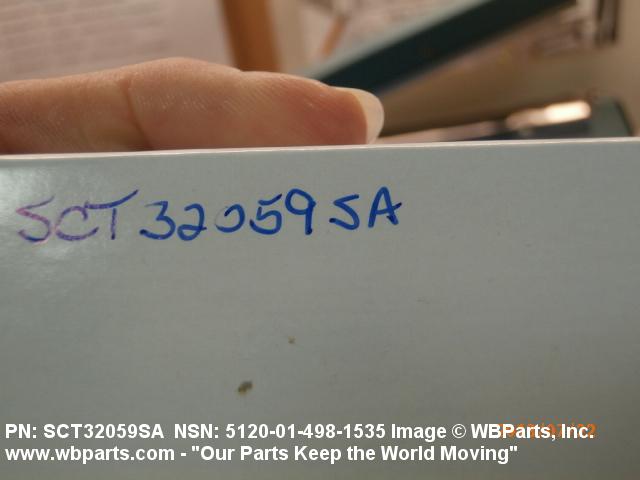 SCT32059SA
PN: SCT32059SA NSN: 5120-01-498-1535 Image © WBParts, Inc.
www.wbparts.com - "Our Parts Keep the World Moving"